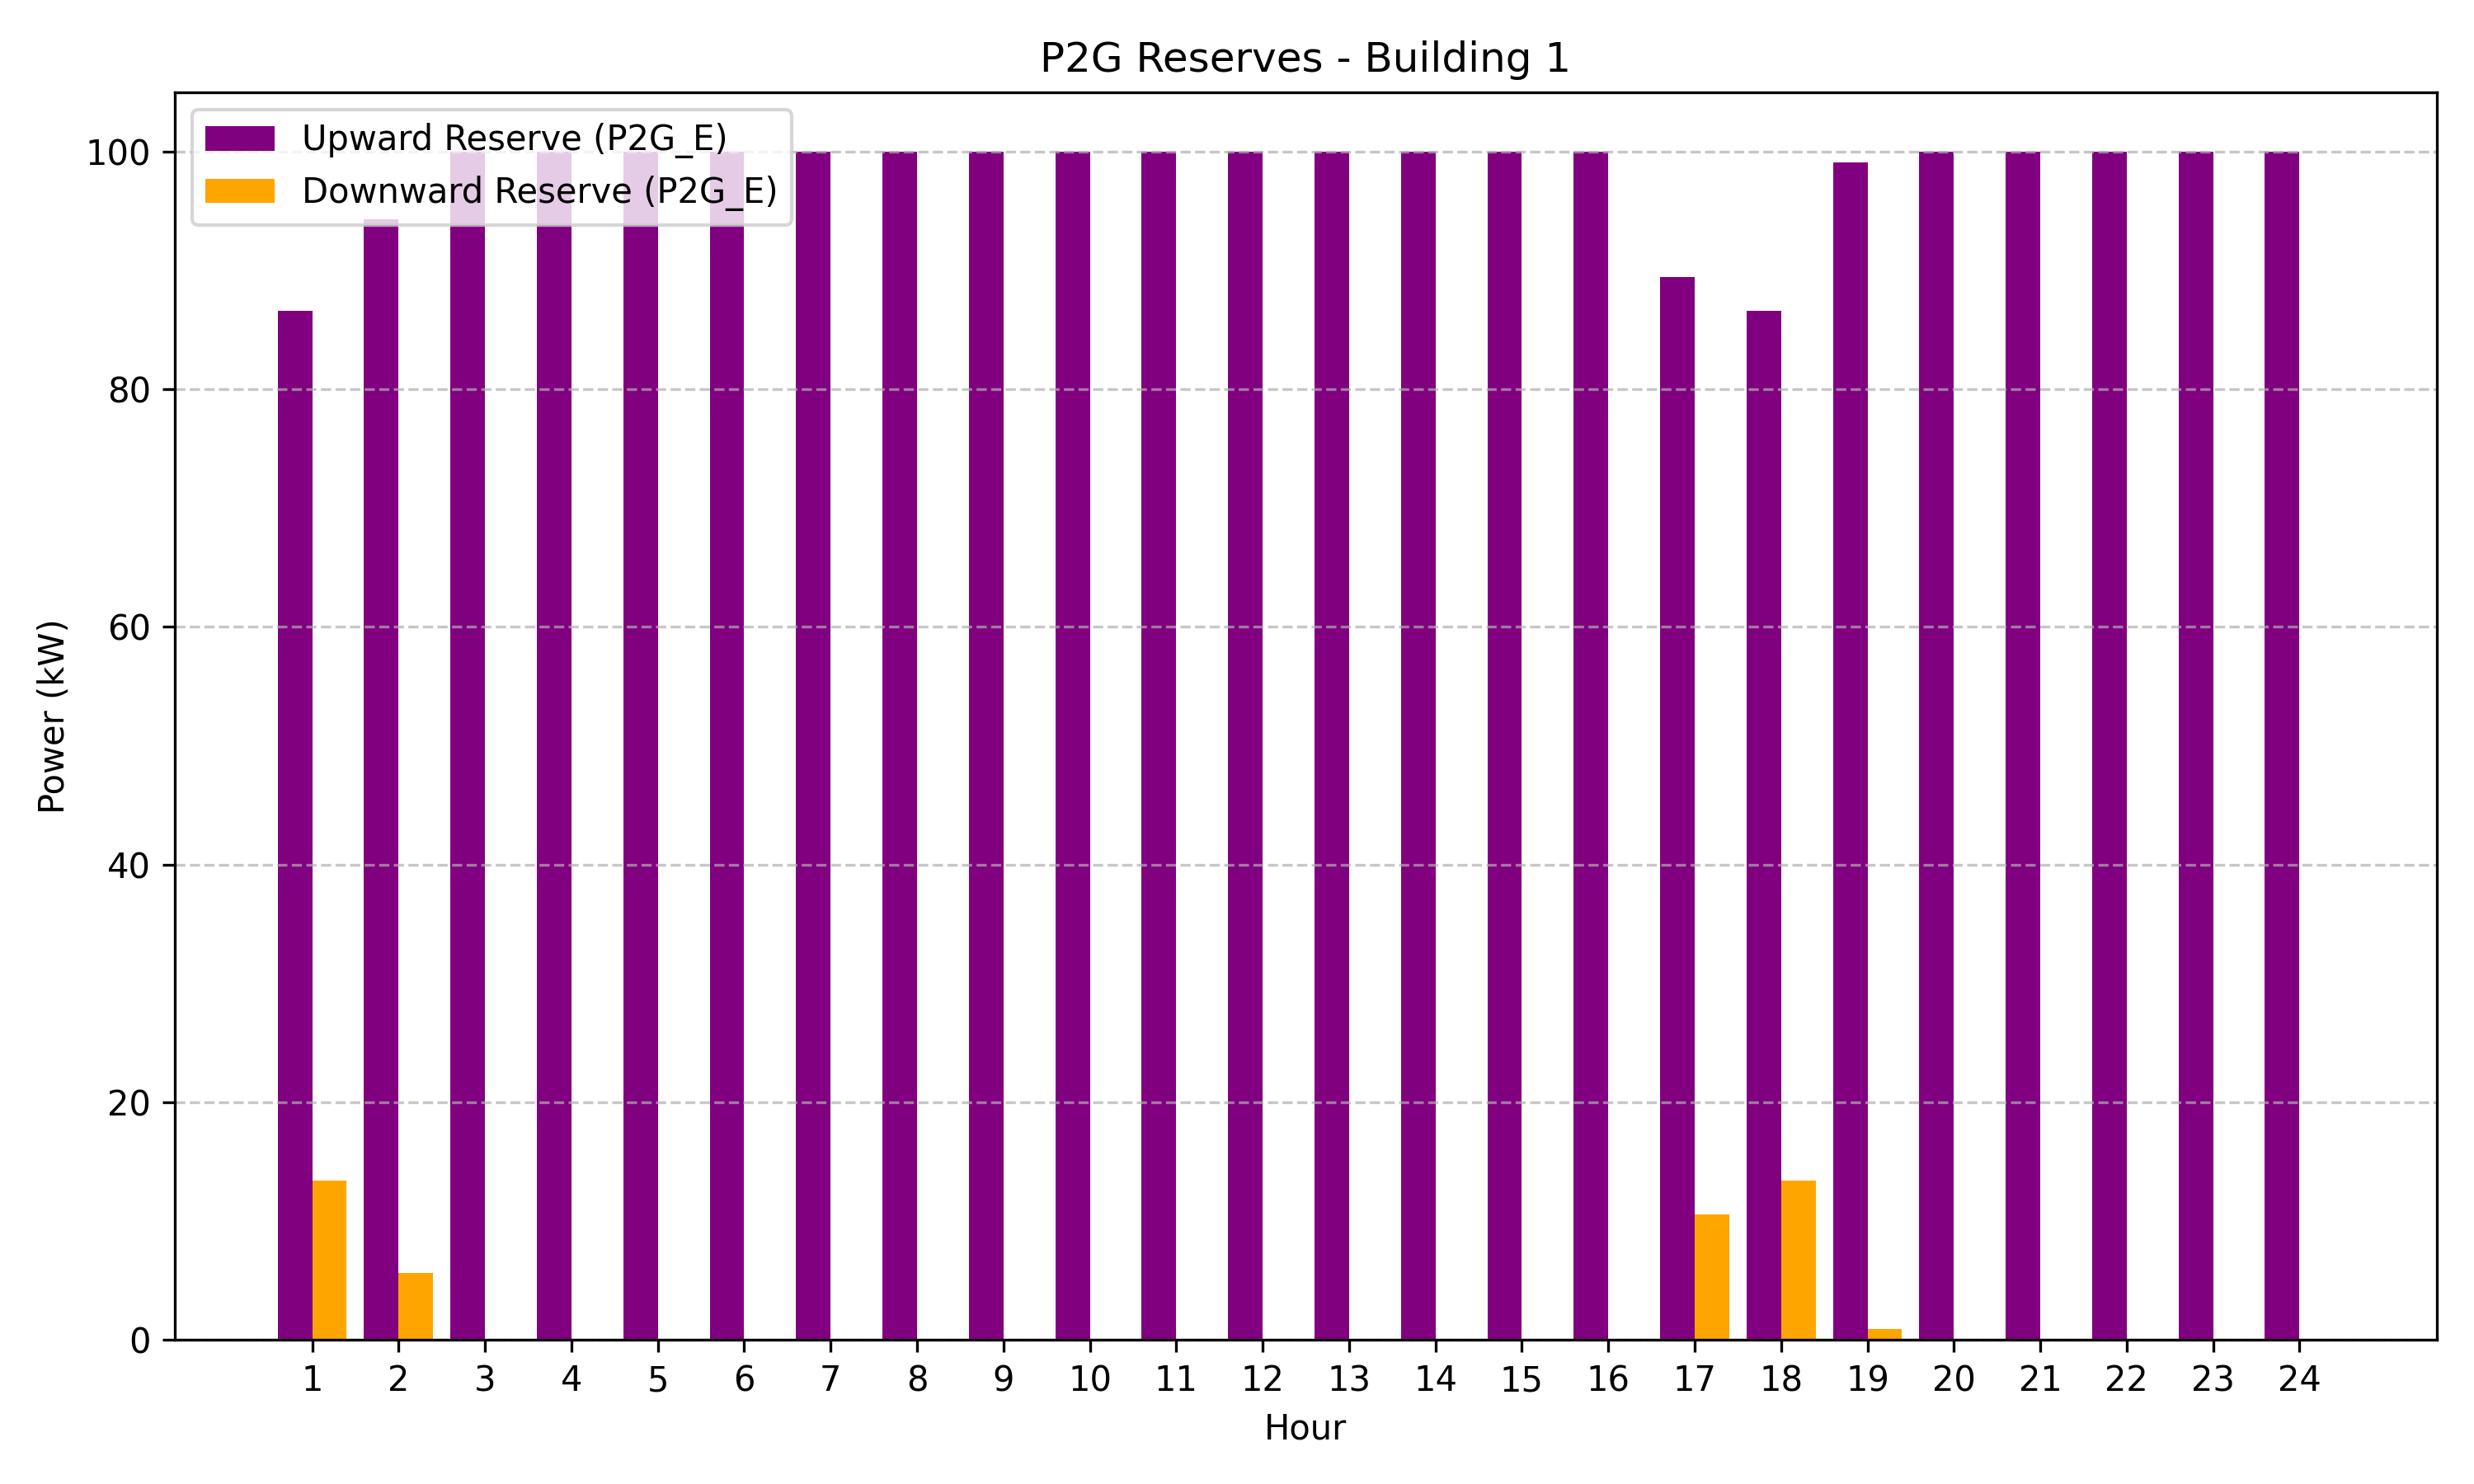 P2G Reserves - Building 1
Upward Reserve (P2G_E)
Downward Reserve (P2G_E)
Power (kW)
100
80
60
40
20
0
1 2 3 4 5 6 7 8 9 10 11 12 13 14 15 16 17 18 19 20 21 22 23 24
Hour